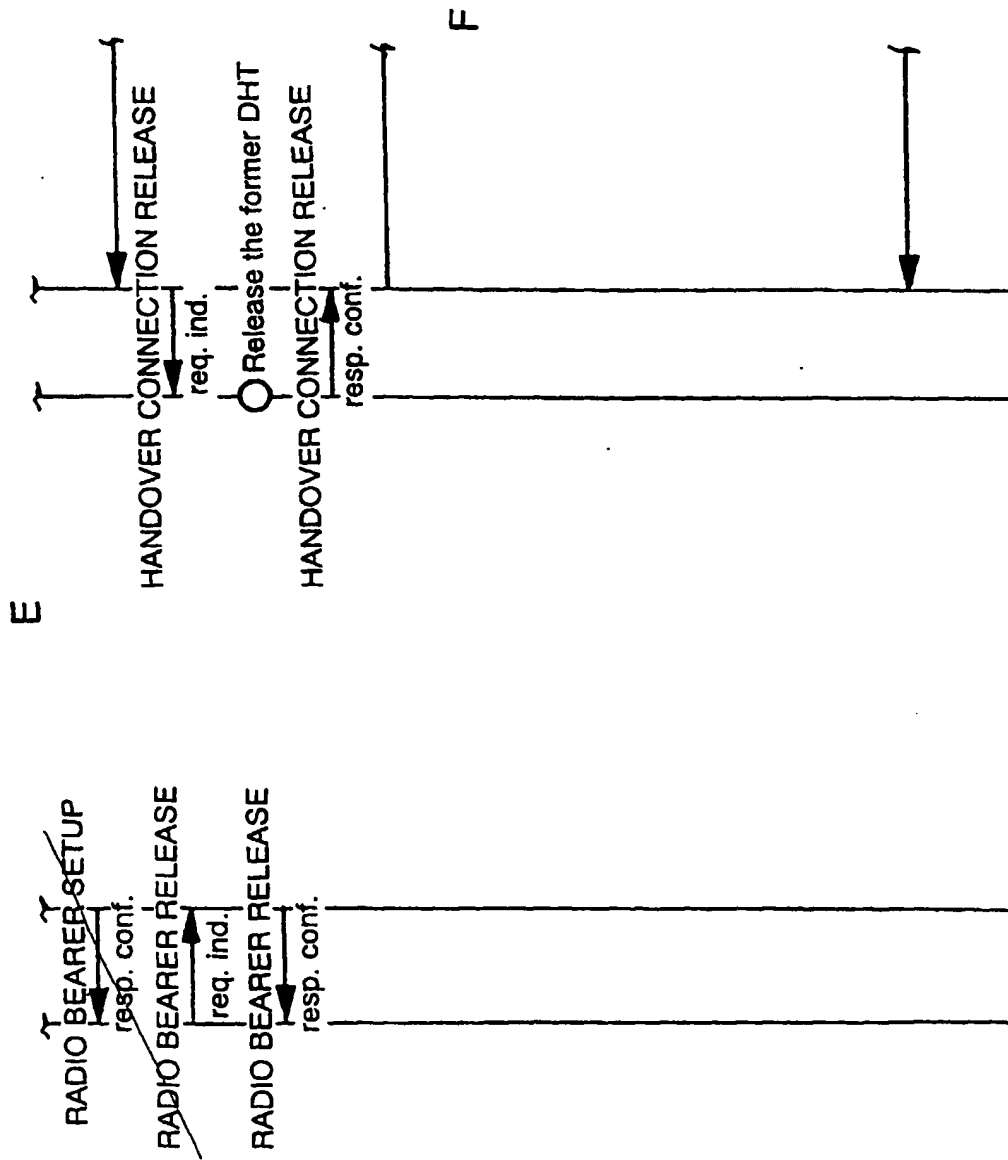 E
F
RADIO BEARER SETUP
resp. conf.
RADIO BEARER RELEASE
req. ind.
RADIO BEARER RELEASE
resp. conf.
HANDOVER CONNECTION RELEASE
req. ind.
Release the former DHT
HANDOVER CONNECTION RELEASE
resp. conf.